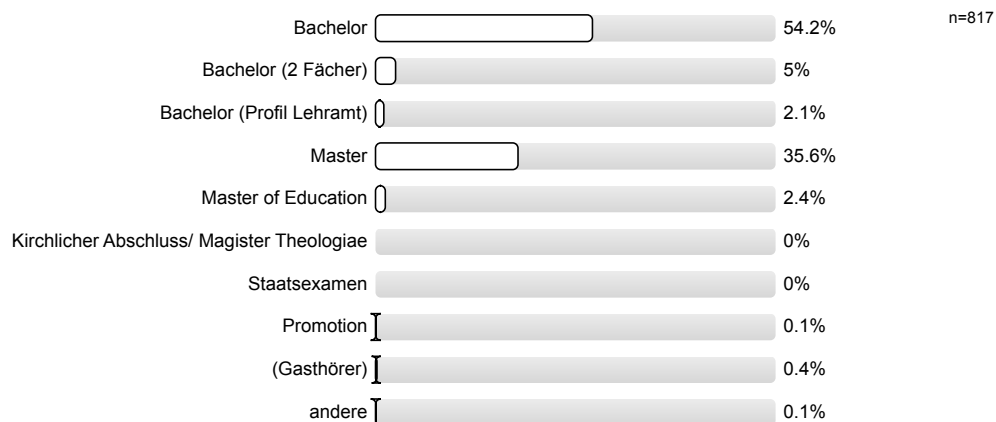 Bachelor 54.2% n=817
Bachelor (2 Fächer) 5%
Bachelor (Profil Lehramt) 2.1%
Master 35.6%
Master of Education 2.4%
Kirchlicher Abschluss/ Magister Theologiae 0%
Staatsexamen 0%
Promotion 0.1%
(Gasthörer) 0.4%
andere 0.1%